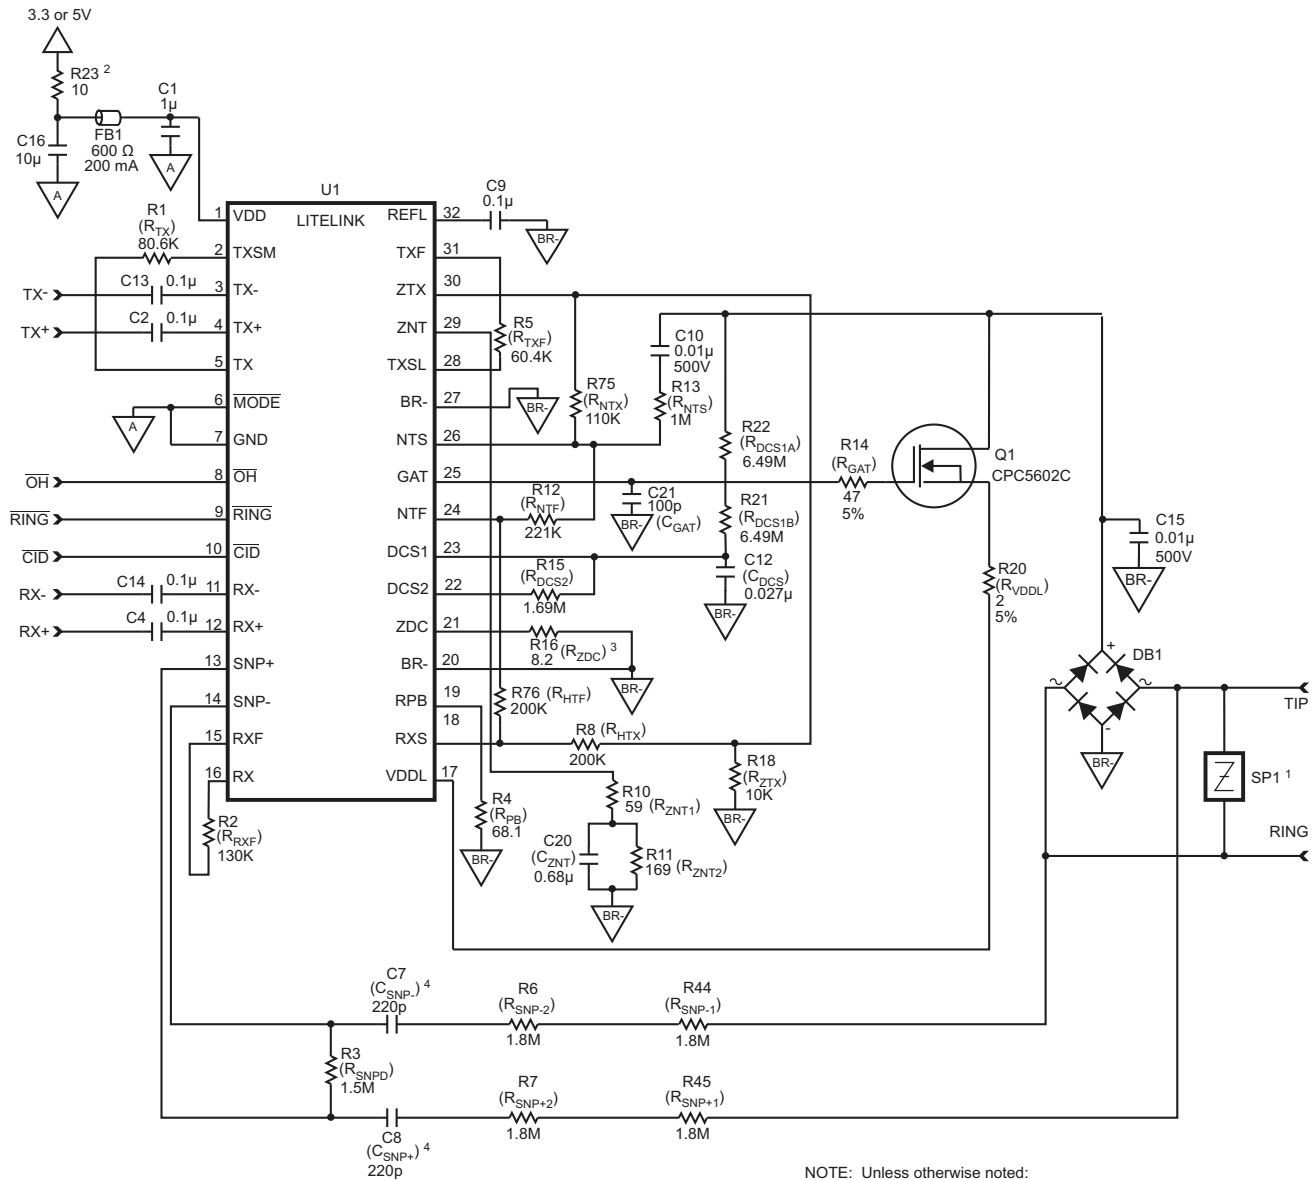 3.3 or 5V
R23 2
10
C16
10µ
FB1
600 Ω
200 mA
C1
1µ
A
A
U1
LITELINK
R1
(RTX)
80.6K
TX-
C13 0.1µ
TX+
C2 0.1µ
A
OH
RING
CID
RX-
C14 0.1µ
RX+
C4 0.1µ
R2
(RRXF)
130K
1 VDD
2 TXSM
3 TX-
4 TX+
5 TX
6 MODE
7 GND
8 OH
9 RING
10 CID
11 RX-
12 RX+
13 SNP+
14 SNP-
15 RXF
16 RX
REFL 32
TXF 31
ZTX 30
ZNT 29
TXSL 28
BR- 27
NTS 26
GAT 25
NTF 24
DCS1 23
DCS2 22
ZDC 21
BR- 20
RPB 19
RXS 18
VDDL 17
C9
0.1µ
BR-
R5
(RTXF)
60.4K
BR-
R75
(RNTX)
110K
C10
0.01µ
500V
R13
(RNTS)
1M
R22
(RDCS1A)
6.49M
R21
(RDCS1B)
6.49M
R14
(RGAT)
47
5%
Q1
CPC5602C
C21
100p
(CGAT)
BR-
R12
(RNTF)
221K
R15
(RDCS2)
1.69M
C12
(CDCS)
0.027µ
BR-
R16 (RZDC) 3
8.2
BR-
R76 (RHTF)
200K
R8 (RHTX)
200K
R18
(RZTX)
10K
BR-
R4
(RPB)
68.1
BR-
R10
59 (RZNT1)
C20
(CZNT)
0.68µ
R11
169 (RZNT2)
BR-
R20
(RVDDL)
2
5%
C15
0.01µ
500V
BR-
DB1
+
~
~
-
BR-
TIP
SP1 1
RING
C7
(CSNP-) 4
220p
R6
(RSNP-2)
1.8M
R44
(RSNP-1)
1.8M
R3
(RSNPD)
1.5M
R7
(RSNP+2)
1.8M
R45
(RSNP+1)
1.8M
C8
(CSNP+) 4
220p
NOTE: Unless otherwise noted: